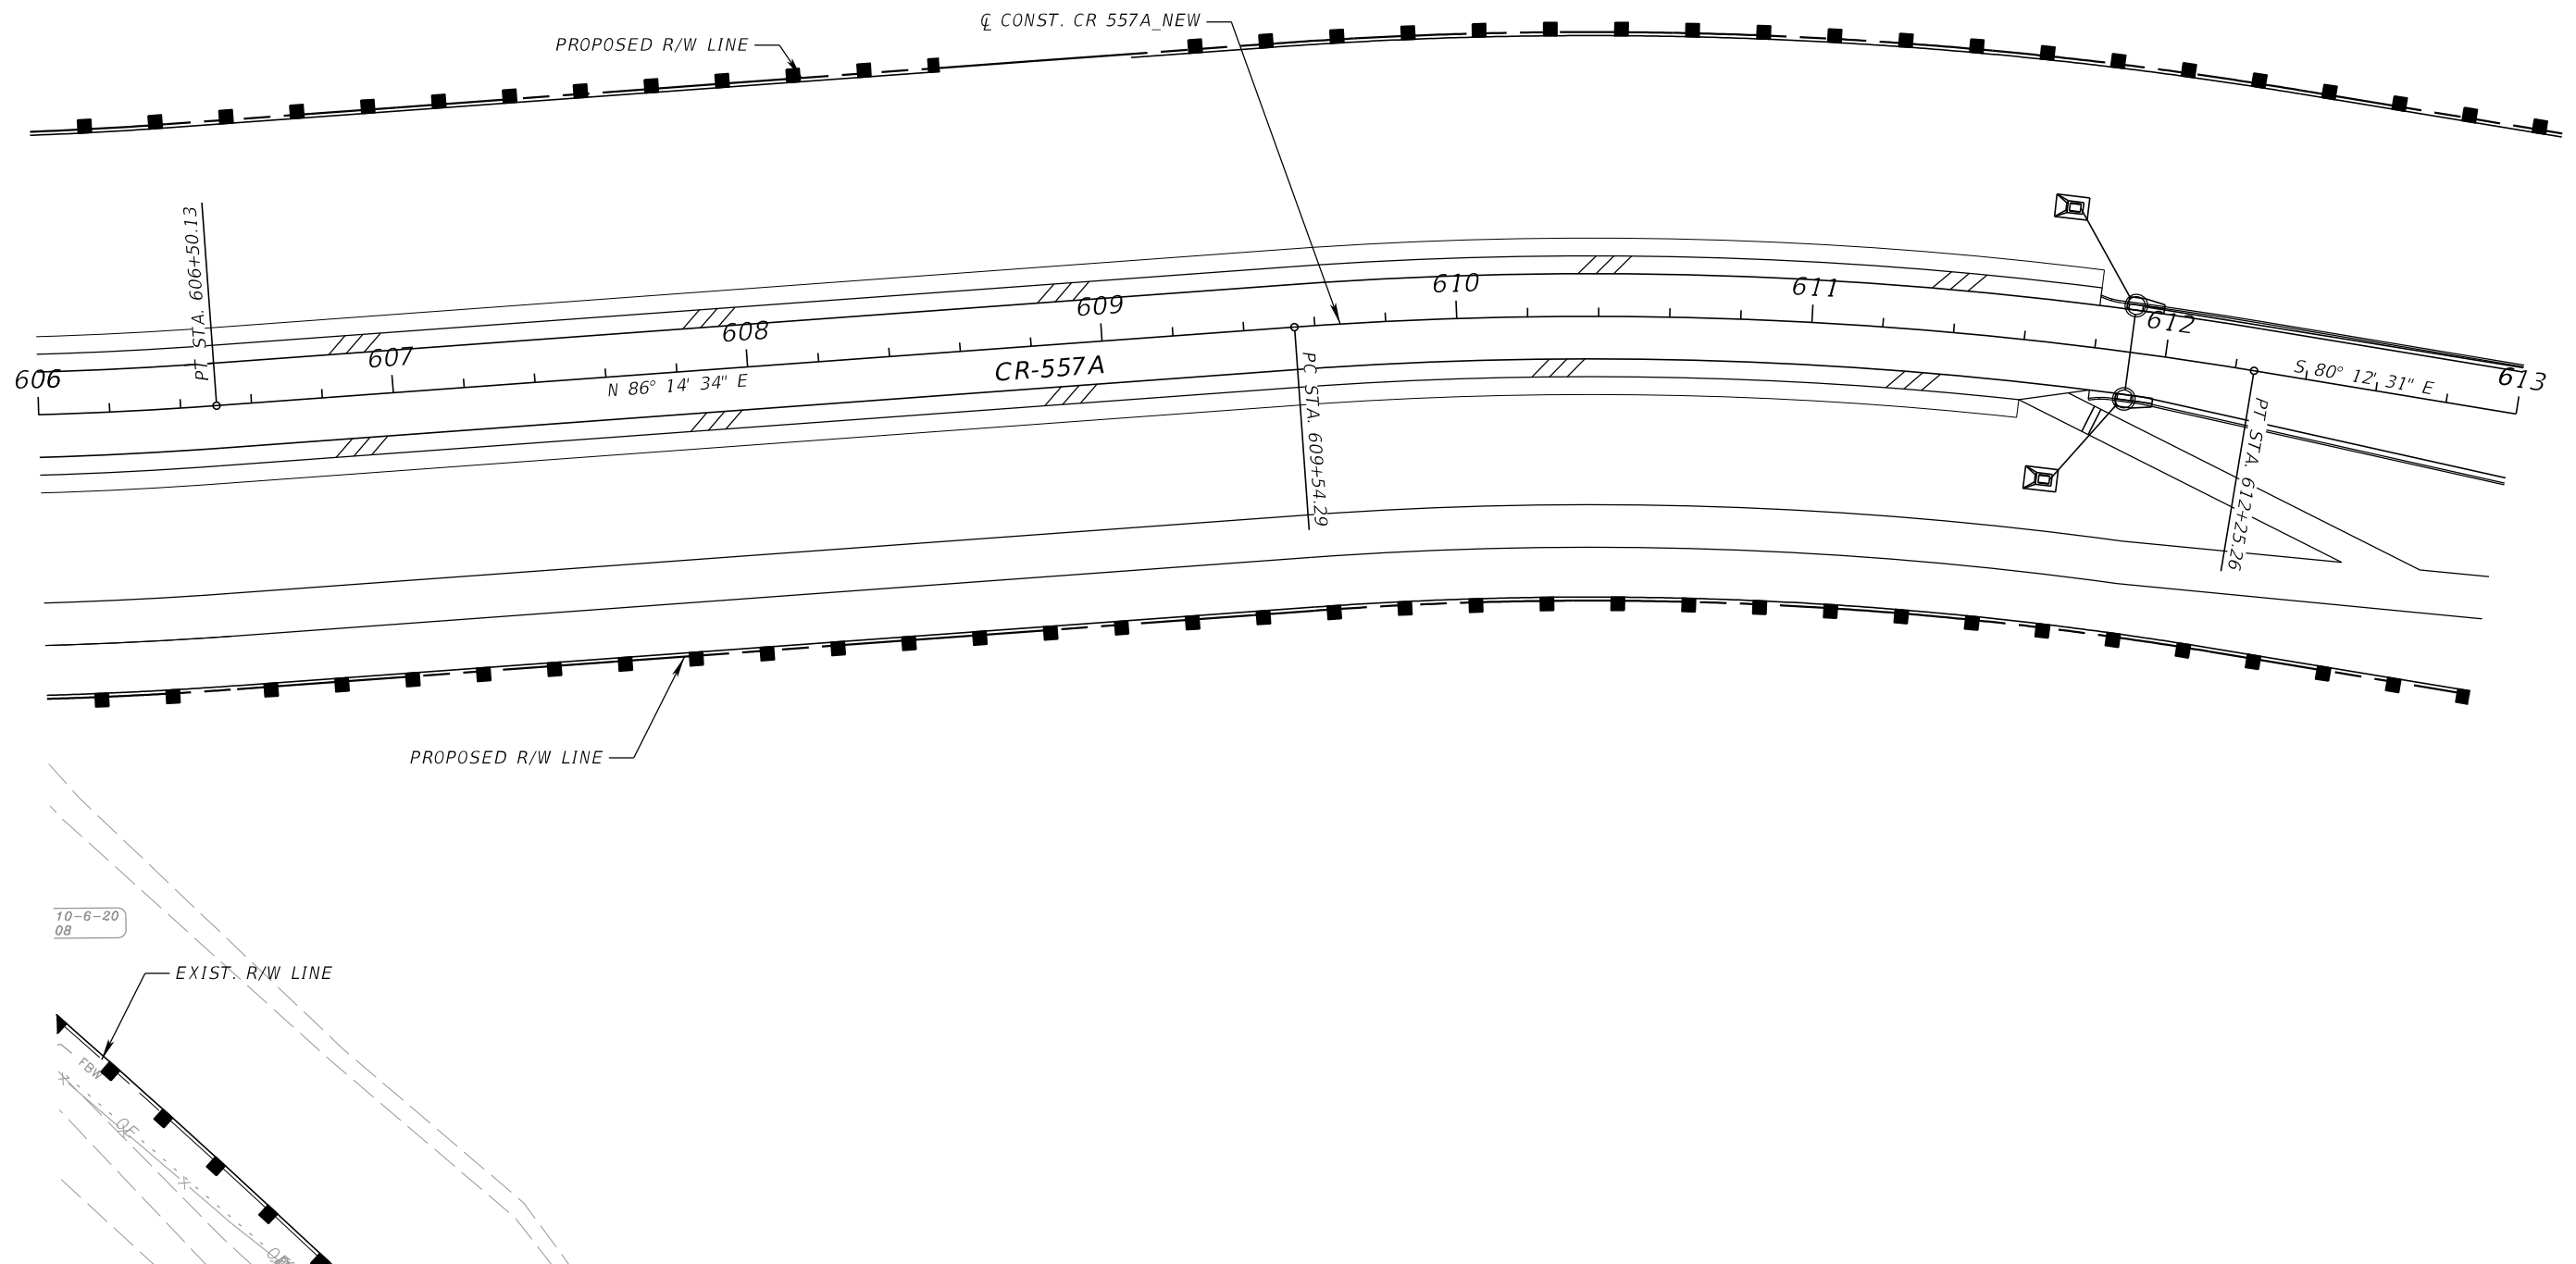 ℄ CONST. CR 557A_NEW
PROPOSED R/W LINE
PT STA. 606+50.13
606
607
608
609
610
611
612
613
N 86° 14' 34" E
CR-557A
PC STA. 609+54.29
S 80° 12' 31" E
PT STA. 612+25.26
PROPOSED R/W LINE
10-6-20
08
EXIST. R/W LINE
FBW
OE